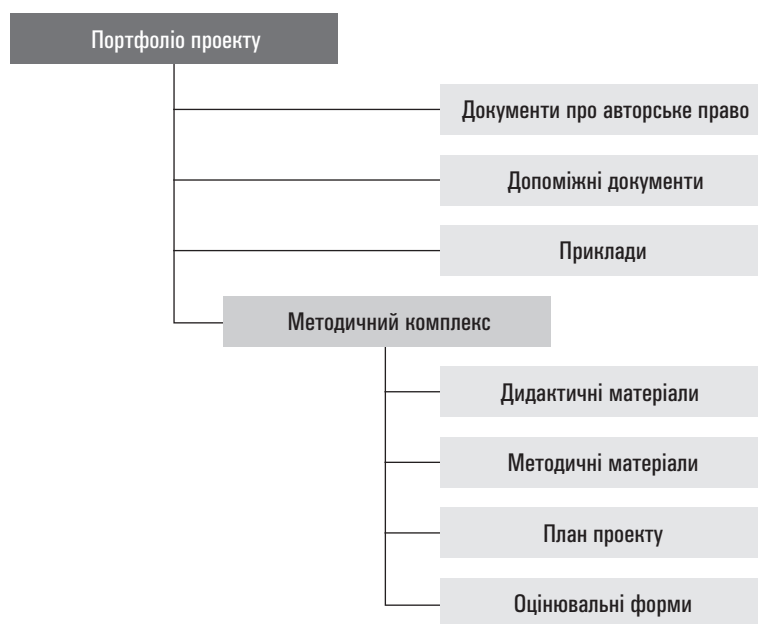 Портфоліо проекту
Документи про авторське право
Допоміжні документи
Приклади
Методичний комплекс
Дидактичні матеріали
Методичні матеріали
План проекту
Оцінювальні форми